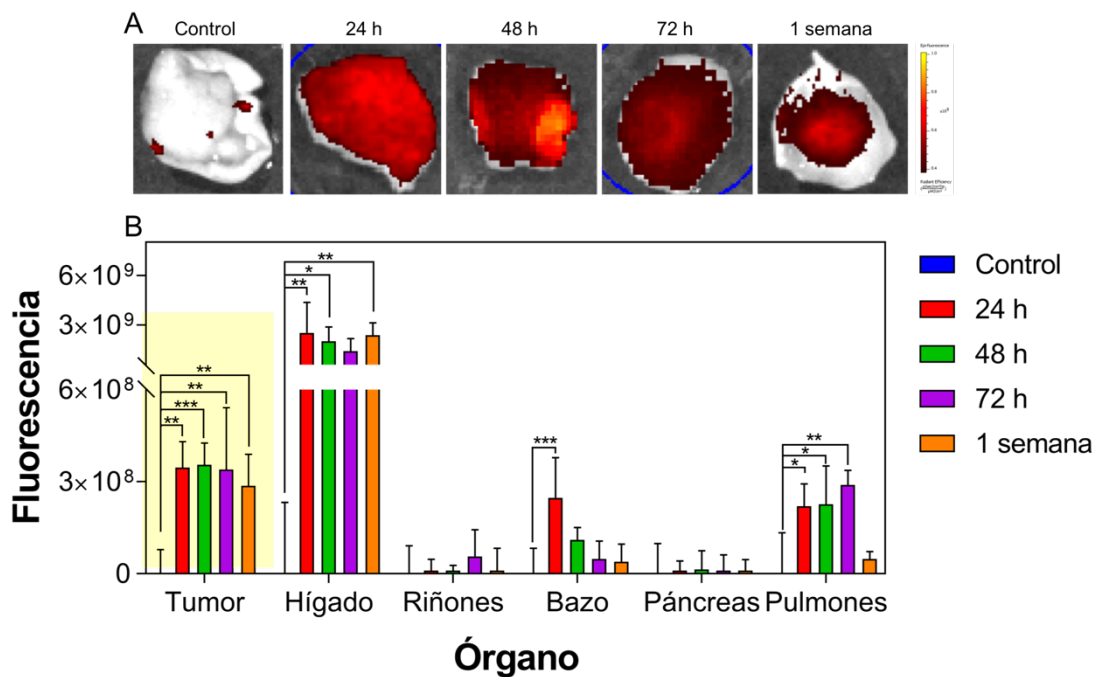 A
Control 24 h 48 h 72 h 1 semana
B
Fluorescencia
6×10⁹
3×10⁹
6×10⁸
3×10⁸
0
** * **
** *** ** **
***
* * **
Tumor Hígado Riñones Bazo Páncreas Pulmones
Órgano
Control
24 h
48 h
72 h
1 semana